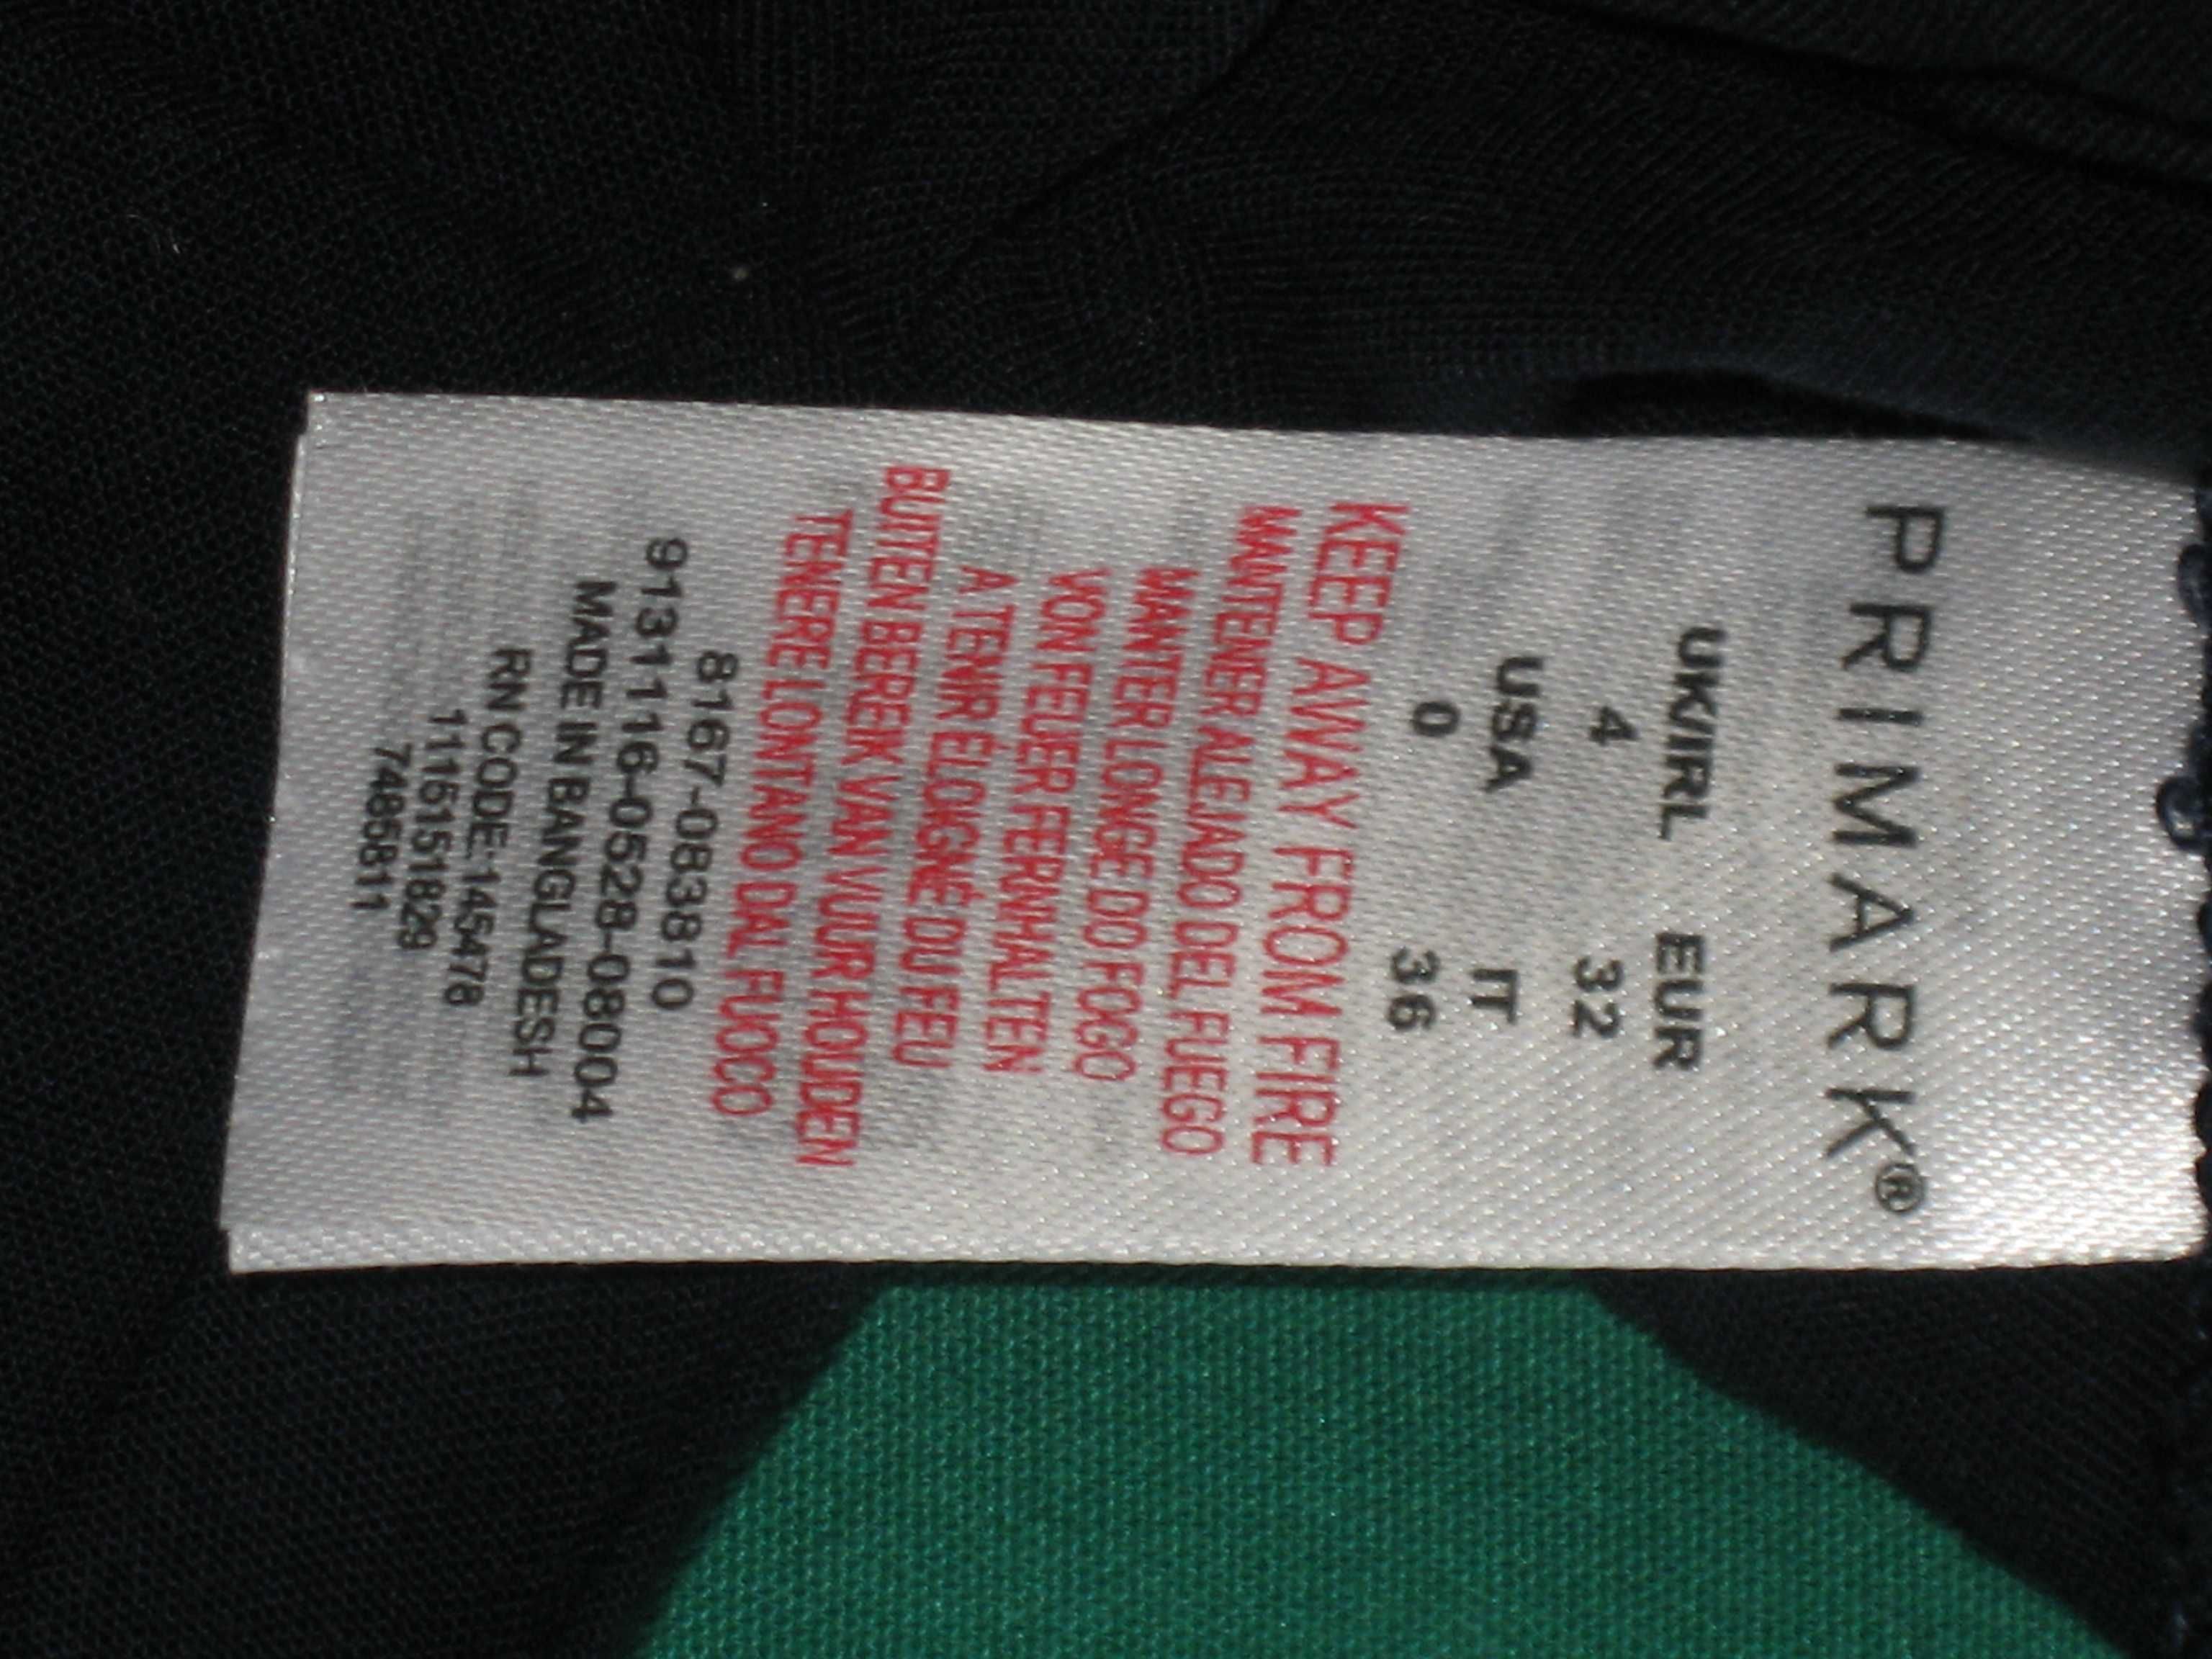 PRIMARK®
UK/IRL EUR
4 32
USA IT
0 36
KEEP AWAY FROM FIRE
MANTENER ALEJADO DEL FUEGO
MANTER LONGE DO FOGO
VON FEUER FERNHALTEN
A TENIR ÉLOIGNÉ DU FEU
BUITEN BEREIK VAN VUUR HOUDEN
TENERE LONTANO DAL FUOCO
8167-083810
9131116-0528-08004
MADE IN BANGLADESH
RN CODE:145478
1115151829
7485811